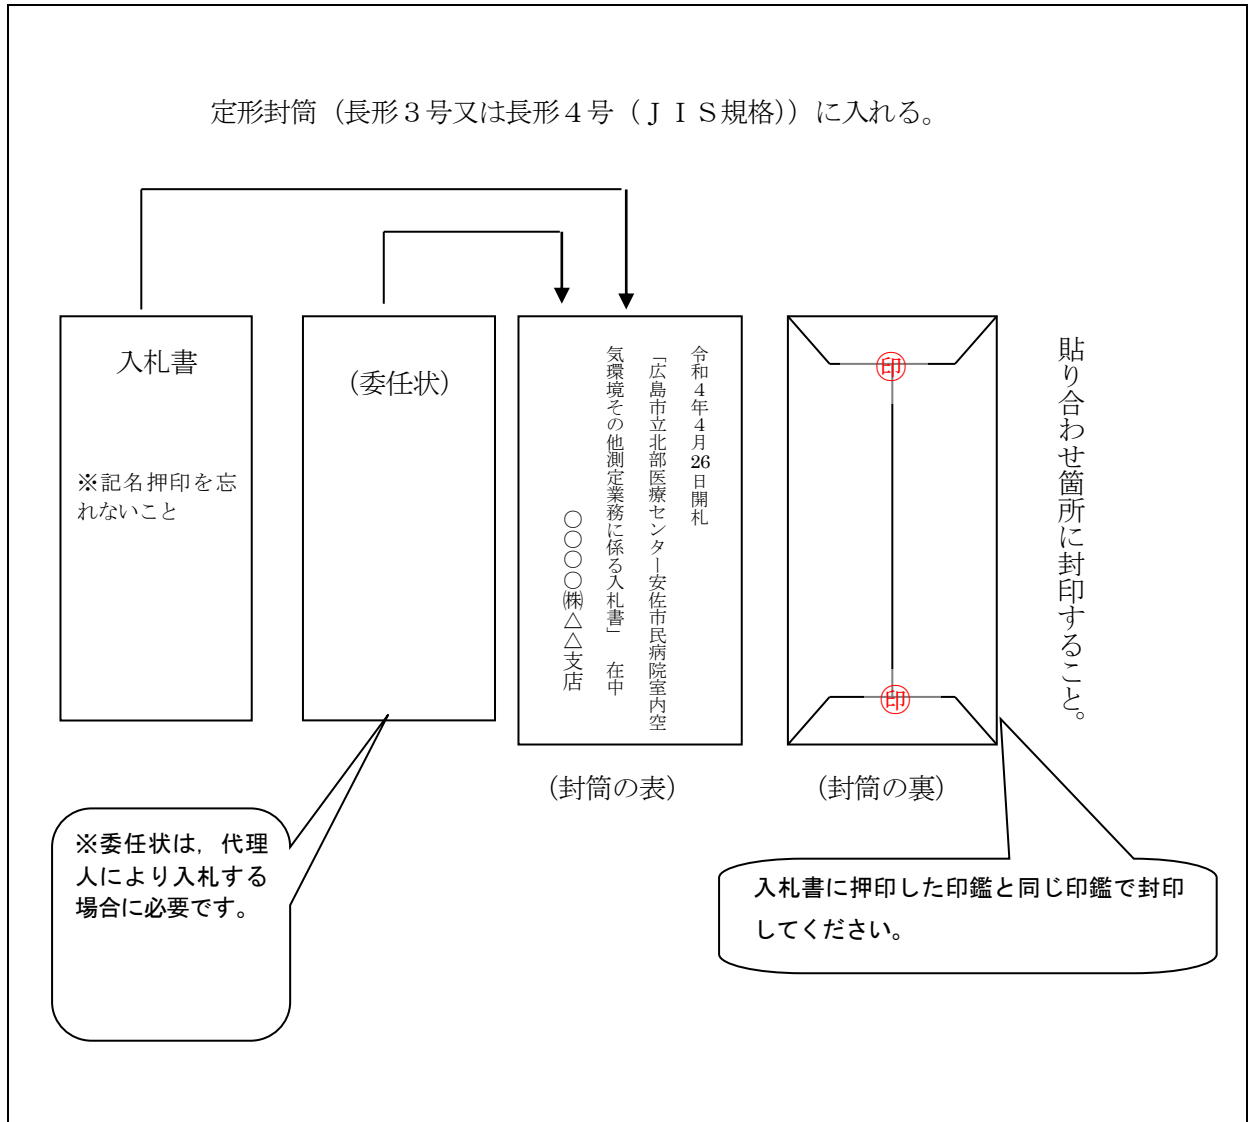 定形封筒（長形３号又は長形４号（ＪＩＳ規格））に入れる。
入札書
※記名押印を忘
れないこと
（委任状）
令和４年４月26日開札
「広島市立北部医療センター安佐市民病院室内空
気環境その他測定業務に係る入札書」　在中
〇〇〇〇㈱△△支店
印
印
貼り合わせ箇所に封印すること。
（封筒の表）
（封筒の裏）
※委任状は，代理
人により入札する
場合に必要です。
入札書に押印した印鑑と同じ印鑑で封印
してください。